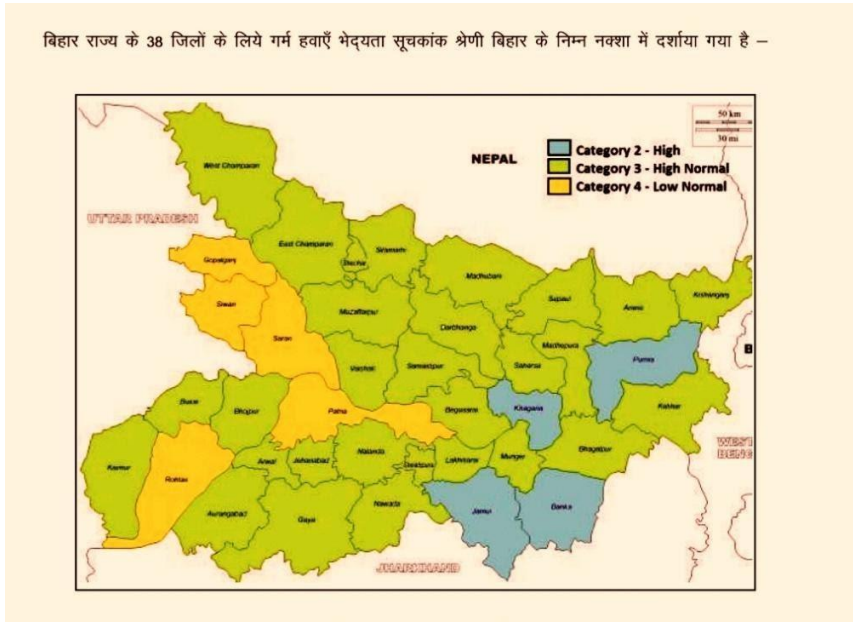 बिहार राज्य के 38 जिलों के लिये गर्म हवाएँ भेद्यता सूचकांक श्रेणी बिहार के निम्न नक्शा में दर्शाया गया है –
50 km
30 mi
NEPAL
Category 2 - High
Category 3 - High Normal
Category 4 - Low Normal
West Champaran
UTTAR PRADESH
East Champaran
Sitamarhi
Sheohar
Gopalganj
Madhubani
Siwan
Supaul
Araria
Kishanganj
Muzaffarpur
Darbhanga
Saran
Madhepura
Purnia
B
Vaishali
Samastipur
Saharsa
Buxar
Bhojpur
Patna
Begusarai
Khagaria
Katihar
Kaimur
Rohtas
Arwal
Jehanabad
Nalanda
Lakhisarai
Munger
Bhagalpur
WEST
BENG
Aurangabad
Gaya
Nawada
Jamui
Banka
JHARKHAND